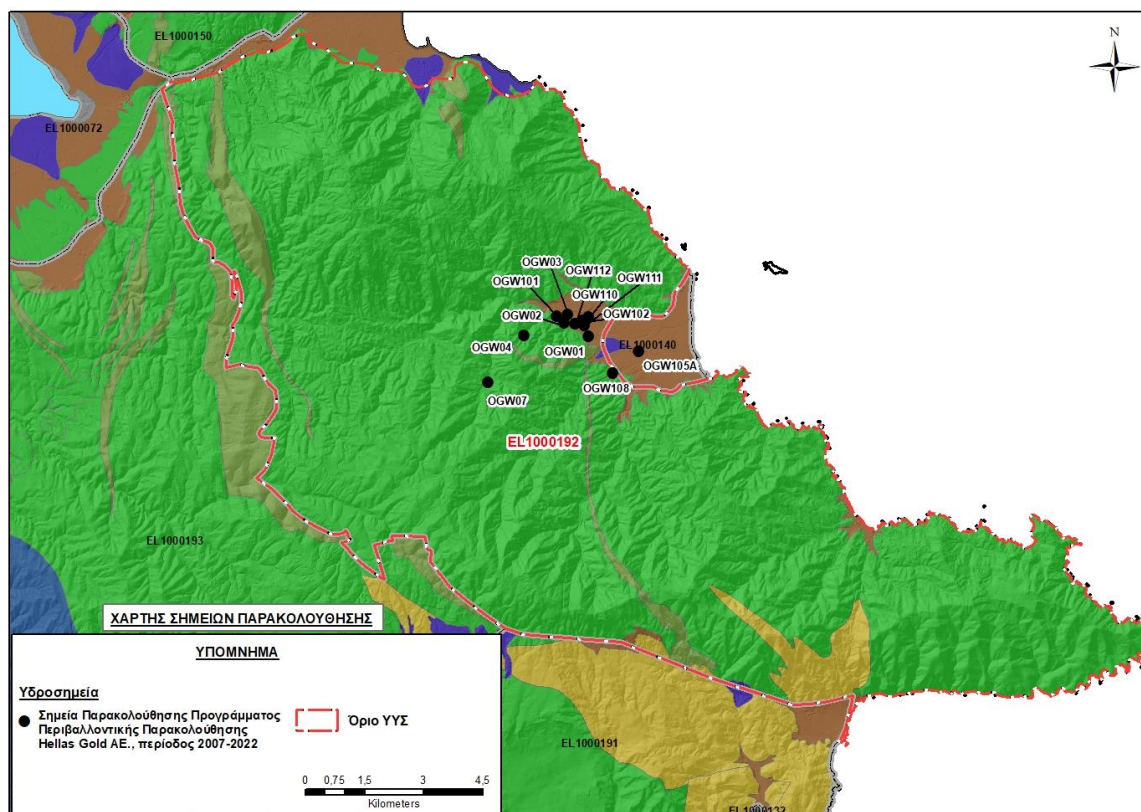 EL1000150
N
EL1000072
OGW03
OGW112
OGW101
OGW111
OGW110
OGW02
OGW102
OGW04
OGW01
EL1000140
OGW105A
OGW108
OGW07
EL1000192
EL1000193
ΧΑΡΤΗΣ ΣΗΜΕΙΩΝ ΠΑΡΑΚΟΛΟΥΘΗΣΗΣ
ΥΠΟΜΝΗΜΑ
Υδροσημεία
Σημεία Παρακολούθησης Προγράμματος
Περιβαλλοντικής Παρακολούθησης
Hellas Gold AE., περίοδος 2007-2022
Όριο ΥΥΣ
0 0,75 1,5 3 4,5
Kilometers
EL1000191
EL1000132